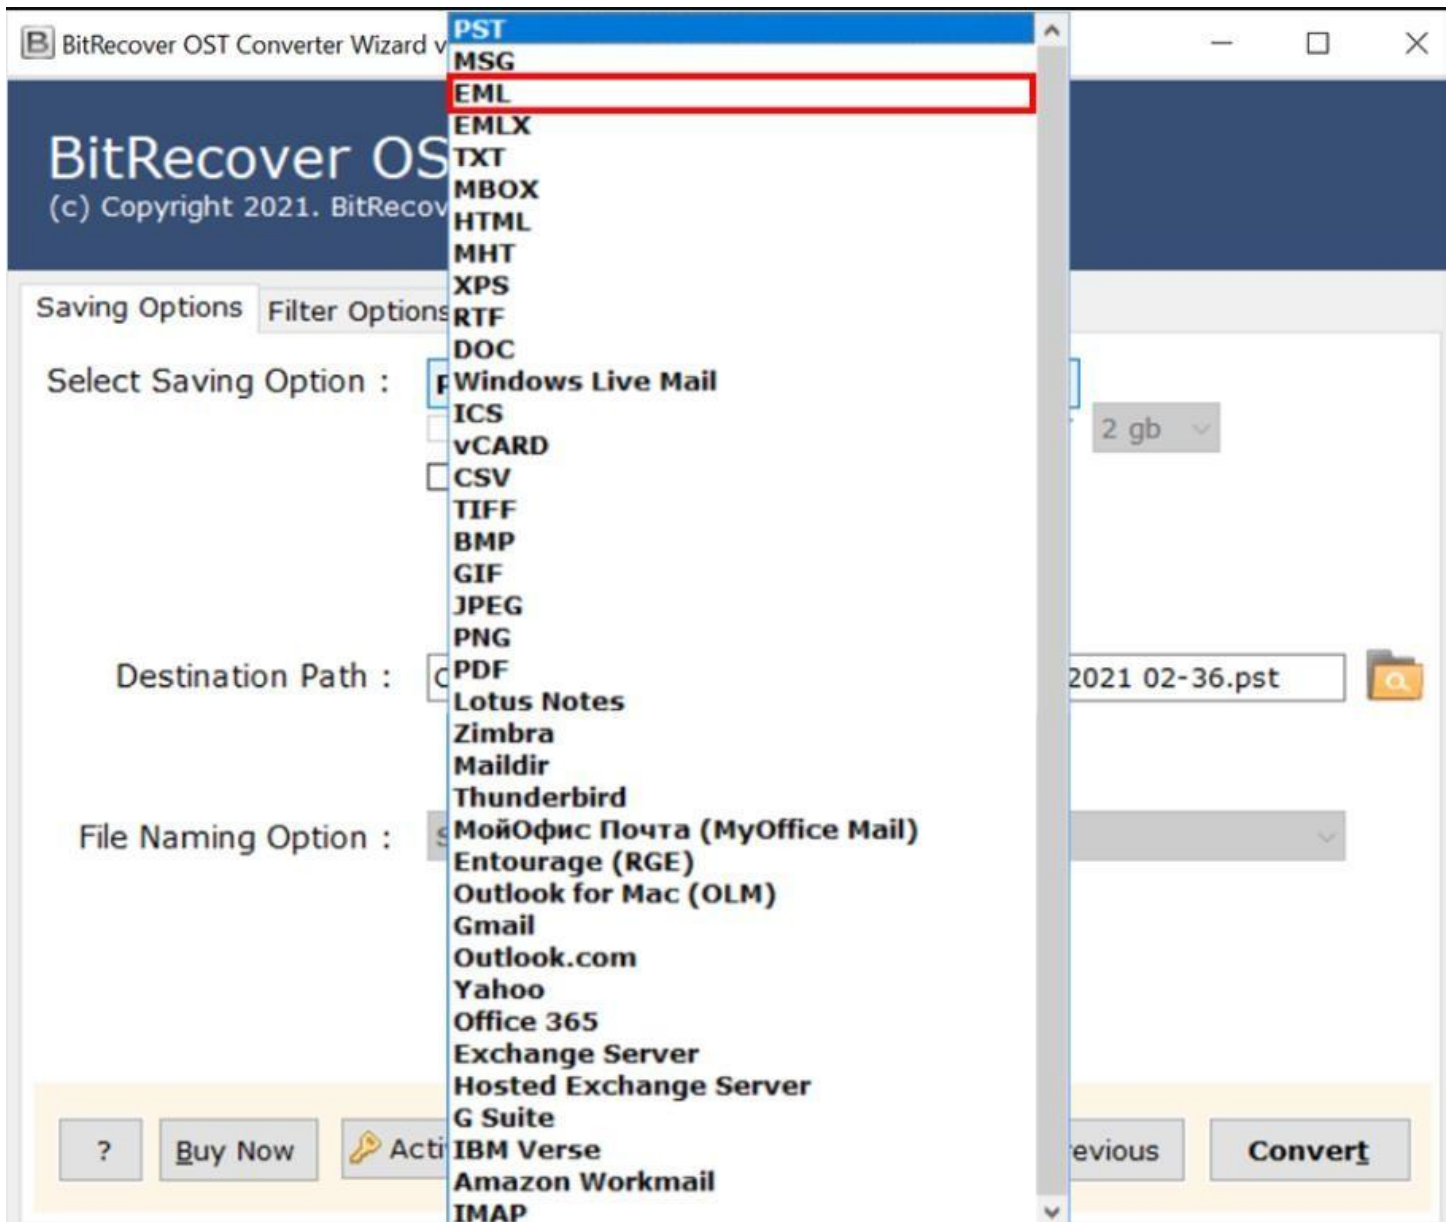 BitRecover OST Converter Wizard v
BitRecover OS
(c) Copyright 2021. BitRecov
Saving Options
Filter Options
Select Saving Option :
PST
MSG
EML
EMLX
TXT
MBOX
HTML
MHT
XPS
RTF
DOC
Windows Live Mail
ICS
vCARD
CSV
TIFF
BMP
GIF
JPEG
PNG
PDF
Lotus Notes
Zimbra
Maildir
Thunderbird
МойОфис Почта (MyOffice Mail)
Entourage (RGE)
Outlook for Mac (OLM)
Gmail
Outlook.com
Yahoo
Office 365
Exchange Server
Hosted Exchange Server
G Suite
IBM Verse
Amazon Workmail
IMAP
2 gb
Destination Path :
2021 02-36.pst
File Naming Option :
?
Buy Now
Acti
evious
Convert